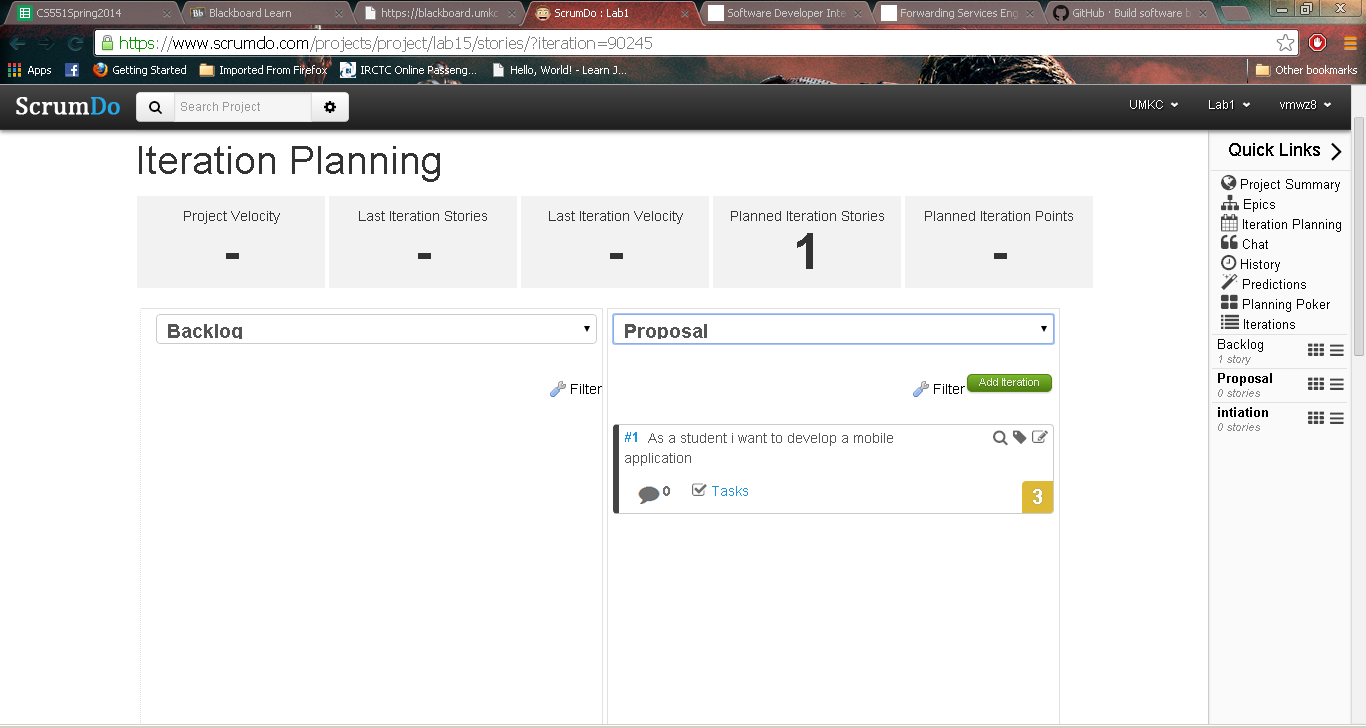 CS551Spring2014
Blackboard Learn
https://blackboard.umkc
ScrumDo : Lab1
Software Developer Inte
Forwarding Services Eng
GitHub · Build software b
https://www.scrumdo.com/projects/project/lab15/stories/?iteration=90245
Apps
Getting Started
Imported From Firefox
IRCTC Online Passeng...
Hello, World! - Learn J...
Other bookmarks
ScrumDo
Search Project
UMKC
Lab1
vmwz8
Iteration Planning
Project Velocity
-
Last Iteration Stories
-
Last Iteration Velocity
-
Planned Iteration Stories
1
Planned Iteration Points
-
Backlog
Filter
Proposal
Filter
Add Iteration
#1 As a student i want to develop a mobile
application
0
Tasks
3
Quick Links
Project Summary
Epics
Iteration Planning
Chat
History
Predictions
Planning Poker
Iterations
Backlog
1 story
Proposal
0 stories
intiation
0 stories